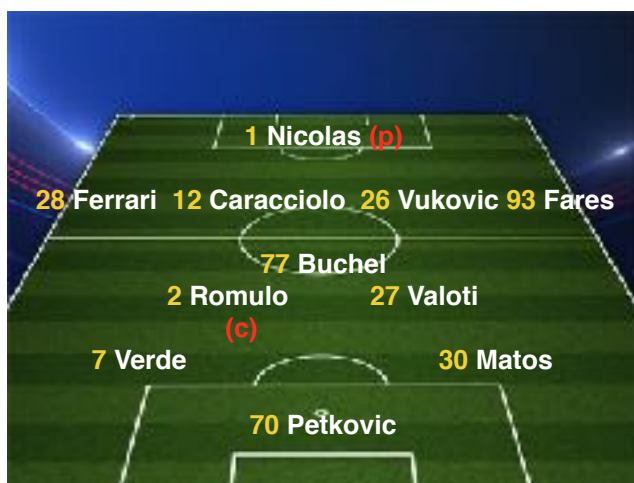 1 Nicolas (p)
28 Ferrari 12 Caracciolo 26 Vukovic 93 Fares
77 Buchel
2 Romulo 27 Valoti
(c)
7 Verde 30 Matos
70 Petkovic